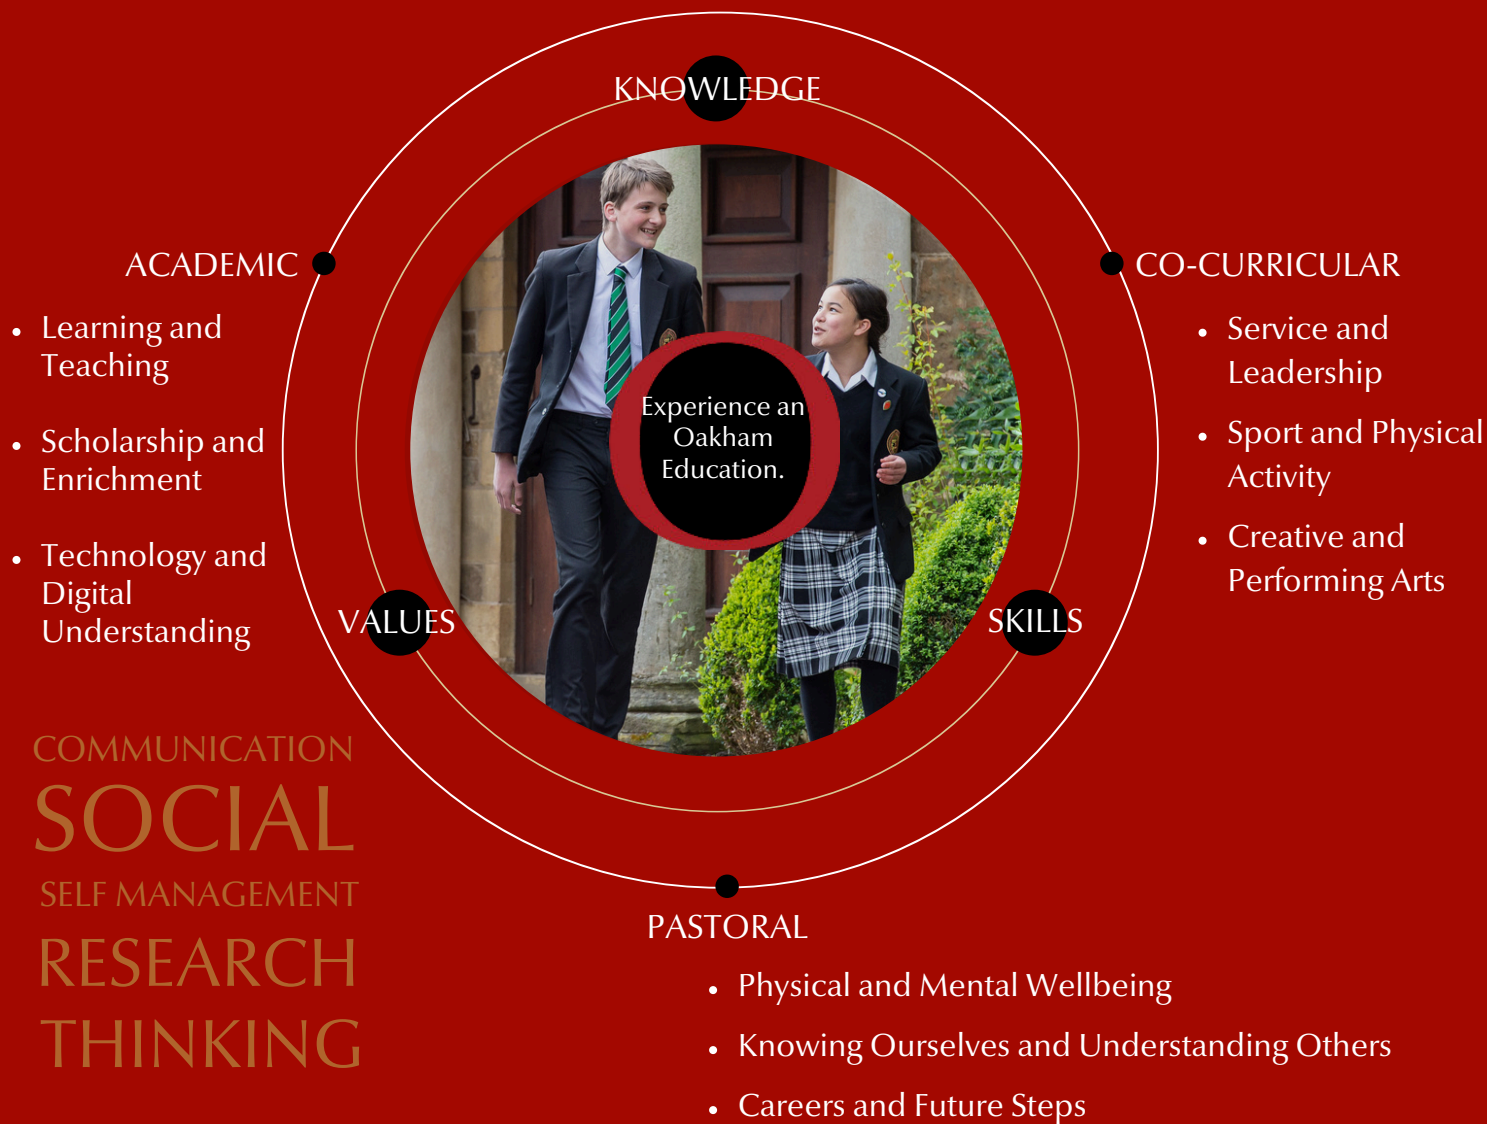 KNOWLEDGE
ACADEMIC
• Learning and
Teaching
• Scholarship and
Enrichment
• Technology and
Digital
Understanding
CO-CURRICULAR
• Service and
Leadership
• Sport and Physical
Activity
• Creative and
Performing Arts
Experience an
Oakham
Education.
VALUES
SKILLS
COMMUNICATION
SOCIAL
SELF MANAGEMENT
RESEARCH
THINKING
PASTORAL
• Physical and Mental Wellbeing
• Knowing Ourselves and Understanding Others
• Careers and Future Steps